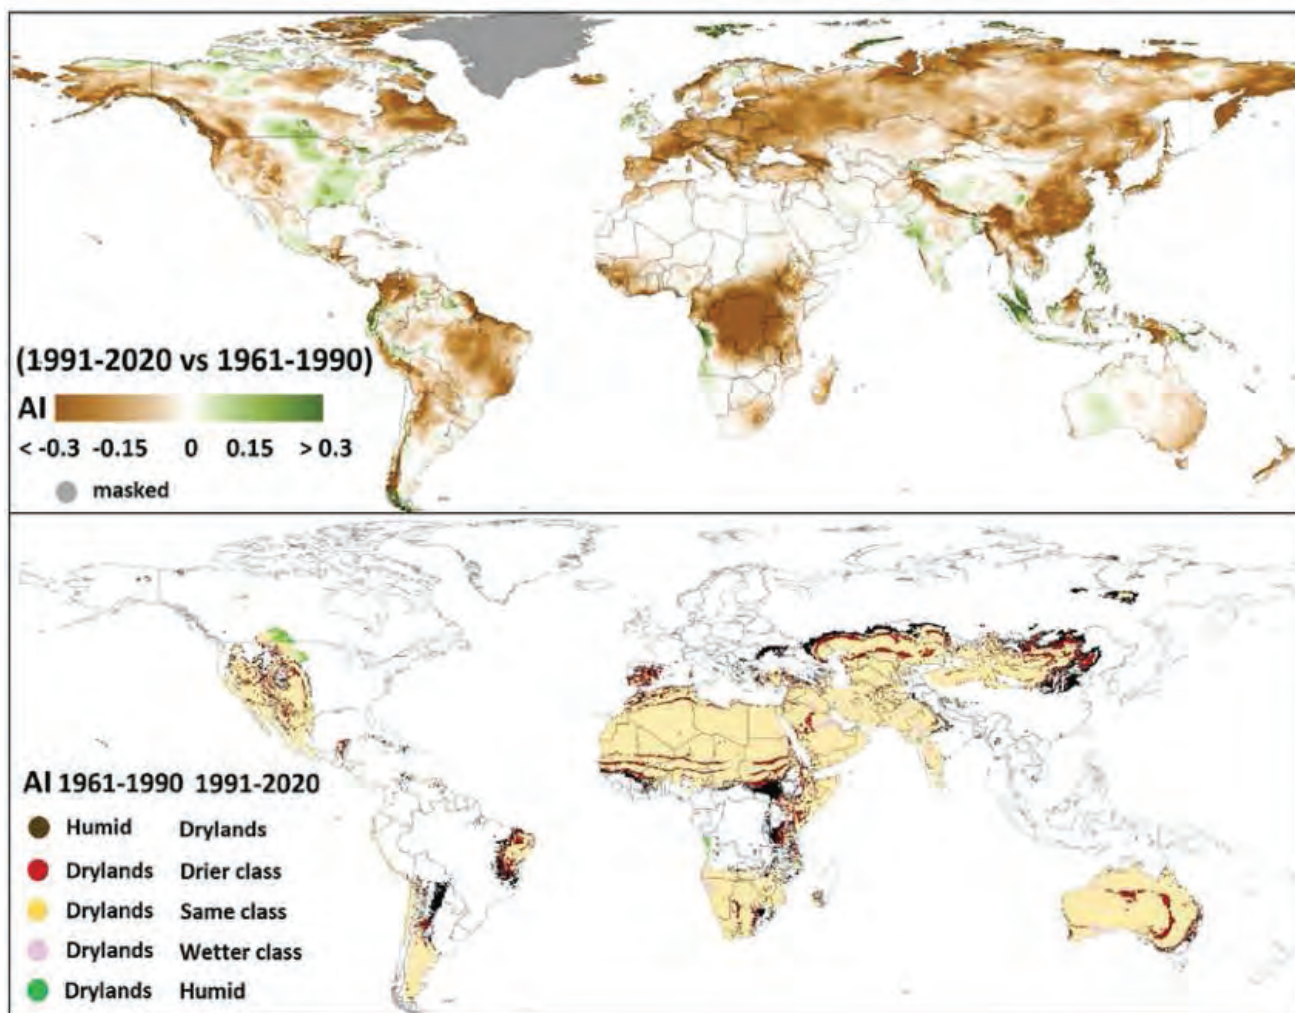 (1991-2020 vs 1961-1990)
AI
< -0.3 -0.15 0 0.15 > 0.3
masked
AI 1961-1990 1991-2020
Humid Drylands
Drylands Drier class
Drylands Same class
Drylands Wetter class
Drylands Humid